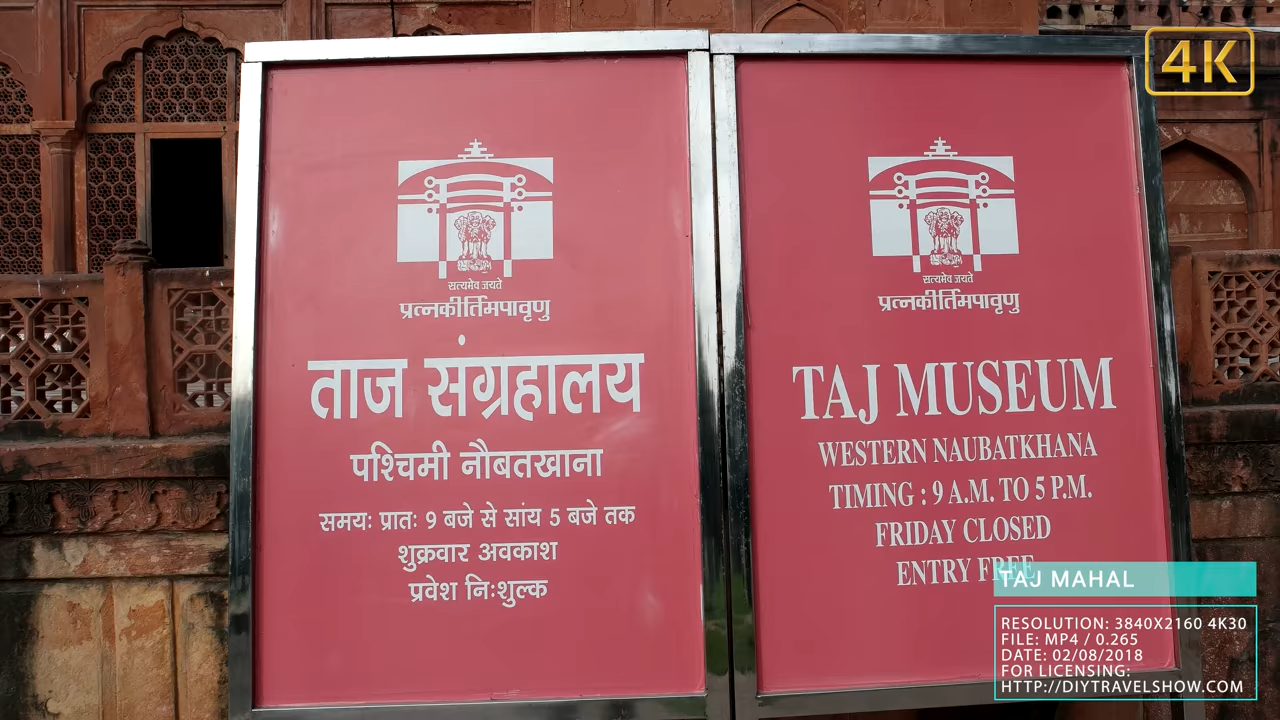 4K
सत्यमेव जयते
प्रत्नकीर्तिमपावृणु
ताज संग्रहालय
पश्चिमी नौबतखाना
समयः प्रातः 9 बजे से सांय 5 बजे तक
शुक्रवार अवकाश
प्रवेश निःशुल्क
सत्यमेव जयते
प्रत्नकीर्तिमपावृणु
TAJ MUSEUM
WESTERN NAUBATKHANA
TIMING : 9 A.M. TO 5 P.M.
FRIDAY CLOSED
ENTRY FREE
TAJ MAHAL
RESOLUTION: 3840X2160 4K30
FILE: MP4 / 0.265
DATE: 02/08/2018
FOR LICENSING:
HTTP://DIYTRAVELSHOW.COM